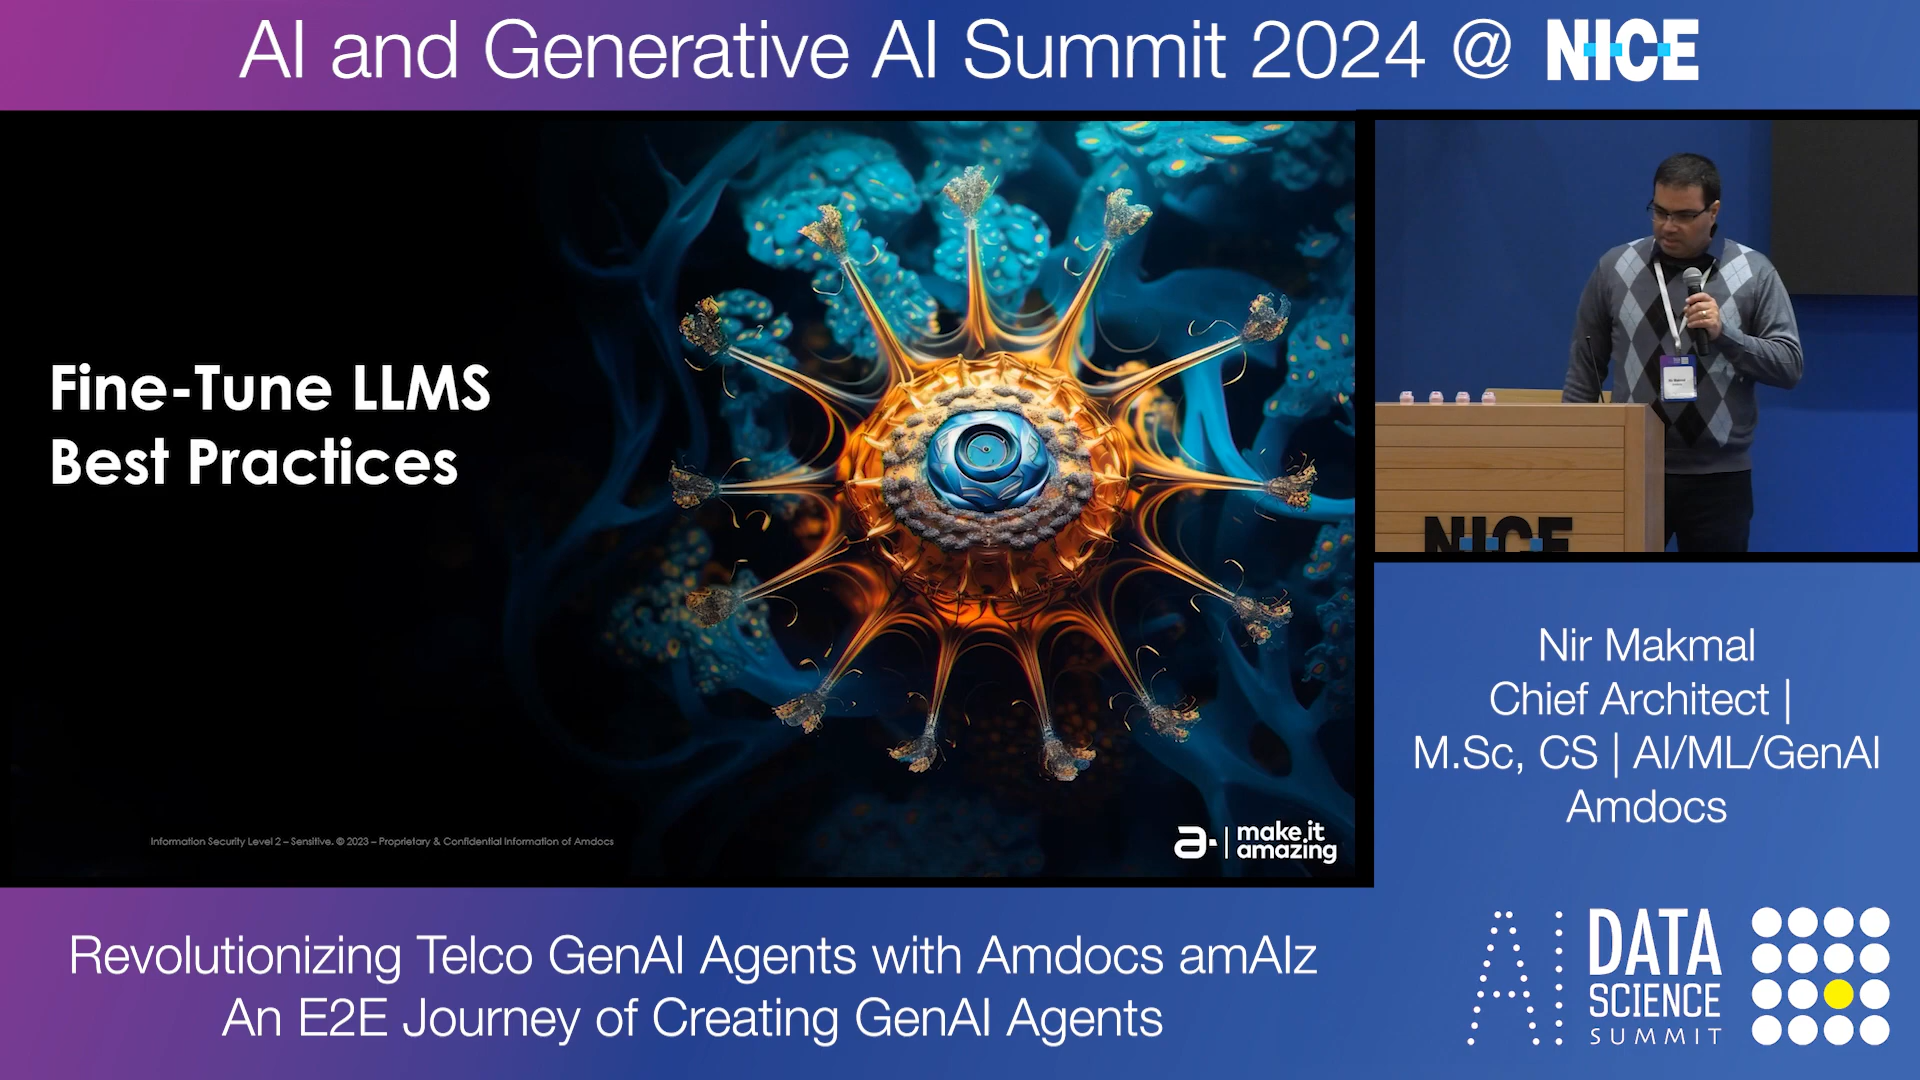 AI and Generative AI Summit 2024 @ NICE
Fine-Tune LLMS
Best Practices
Information Security Level 2 – Sensitive. © 2023 – Proprietary & Confidential Information of Amdocs
a. | make it
amazing
NICE
Nir Makmal
Chief Architect |
M.Sc, CS | AI/ML/GenAI
Amdocs
Revolutionizing Telco GenAI Agents with Amdocs amAIz
An E2E Journey of Creating GenAI Agents
AI DATA
SCIENCE
SUMMIT